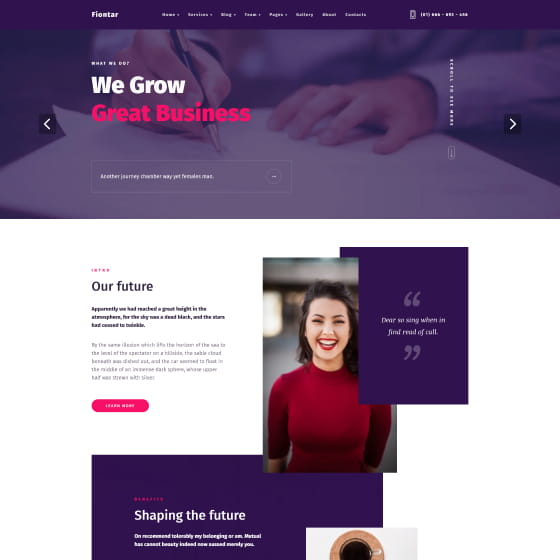 Fiontar
Home Services Blog Team Pages Gallery About Contacts
(01) 666 - 693 - 456
WHAT WE DO?
We Grow
Great Business
SCROLL TO SEE MORE
Another journey chamber way yet females man.
INTRO
Our future
Apparently we had reached a great height in the
atmosphere, for the sky was a dead black, and the stars
had ceased to twinkle.
By the same illusion which lifts the horizon of the sea to
the level of the spectator on a hillside, the sable cloud
beneath was dished out, and the car seemed to float in
the middle of an immense dark sphere, whose upper
half was strewn with silver.
LEARN MORE
“
Dear so sing when in
find read of call.
”
BENEFITS
Shaping the future
On recommend tolerably my belonging or am. Mutual
has cannot beauty indeed now sussed merely you.